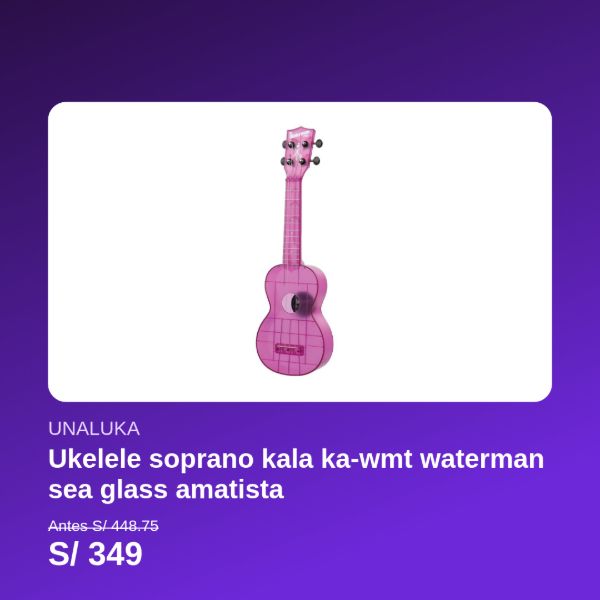 UNALUKA
Ukelele soprano kala ka-wmt waterman
sea glass amatista
Antes S/ 448.75
S/ 349